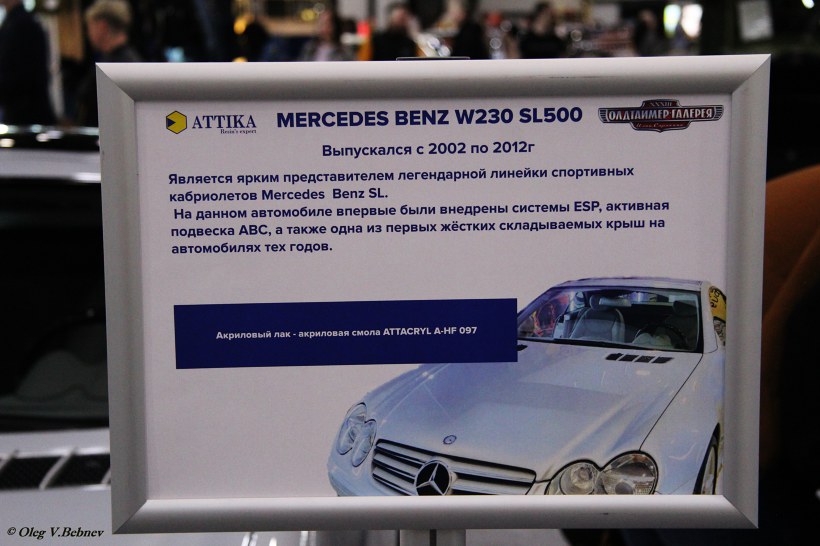 ATTIKA
Resin's expert
MERCEDES BENZ W230 SL500
XXXIII
ОЛДТАЙМЕР-ГАЛЕРЕЯ
Выпускался с 2002 по 2012г
Является ярким представителем легендарной линейки спортивных
кабриолетов Mercedes Benz SL.
На данном автомобиле впервые были внедрены системы ESP, активная
подвеска ABC, а также одна из первых жёстких складываемых крыш на
автомобилях тех годов.
Акриловый лак - акриловая смола ATTACRYL A-HF 097
© Oleg V.Bebnev